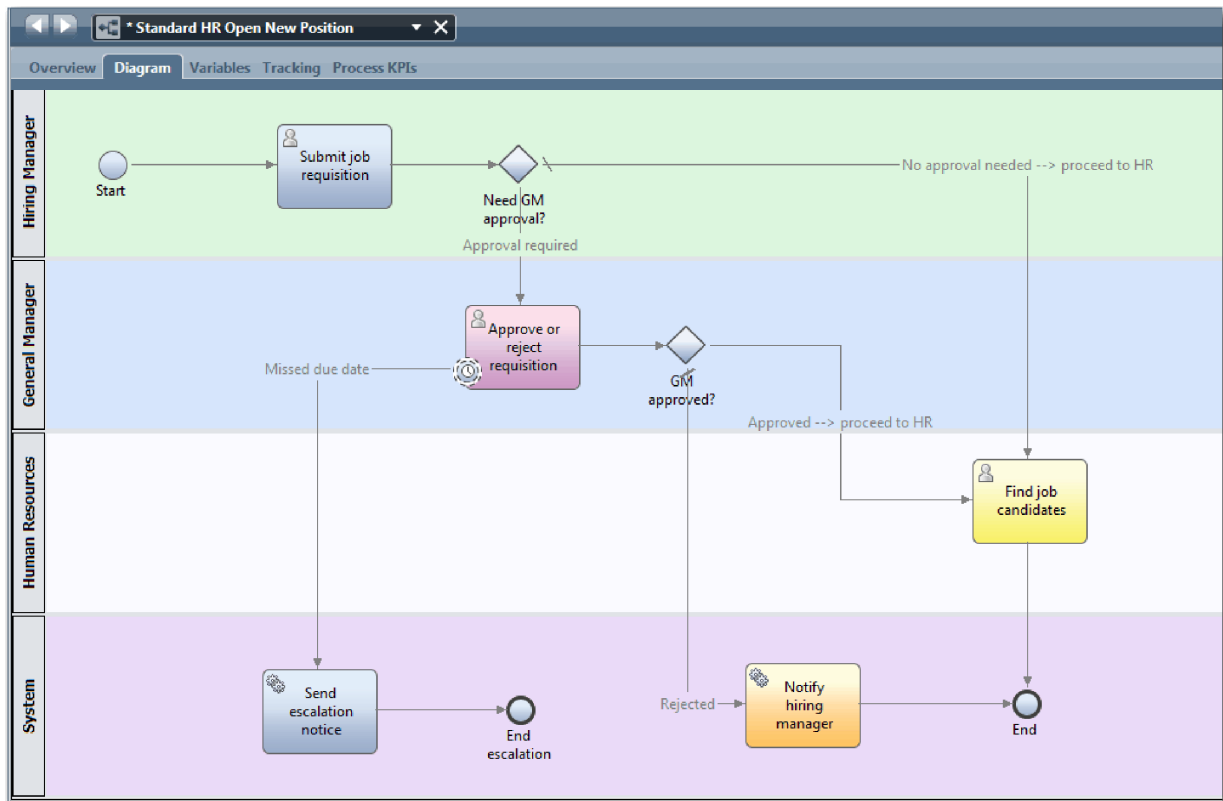 * Standard HR Open New Position
Overview Diagram Variables Tracking Process KPIs
Hiring Manager
Start
Submit job
requisition
Need GM
approval?
No approval needed --> proceed to HR
Approval required
General Manager
Approve or
reject
requisition
Missed due date
GM
approved?
Approved --> proceed to HR
Human Resources
Find job
candidates
System
Send
escalation
notice
End
escalation
Rejected
Notify
hiring
manager
End